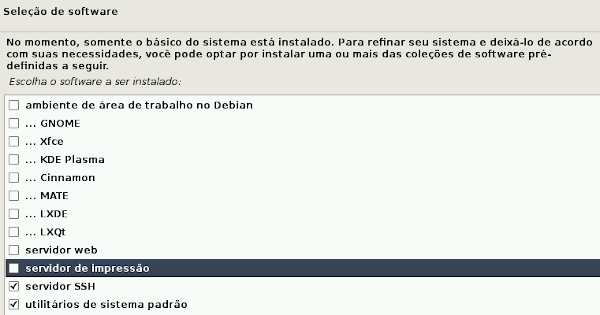 Seleção de software
No momento, somente o básico do sistema está instalado. Para refinar seu sistema e deixá-lo de acordo
com suas necessidades, você pode optar por instalar uma ou mais das coleções de software pré-
definidas a seguir.
Escolha o software a ser instalado:
ambiente de área de trabalho no Debian
... GNOME
... Xfce
... KDE Plasma
... Cinnamon
... MATE
... LXDE
... LXQt
servidor web
servidor de impressão
servidor SSH
utilitários de sistema padrão